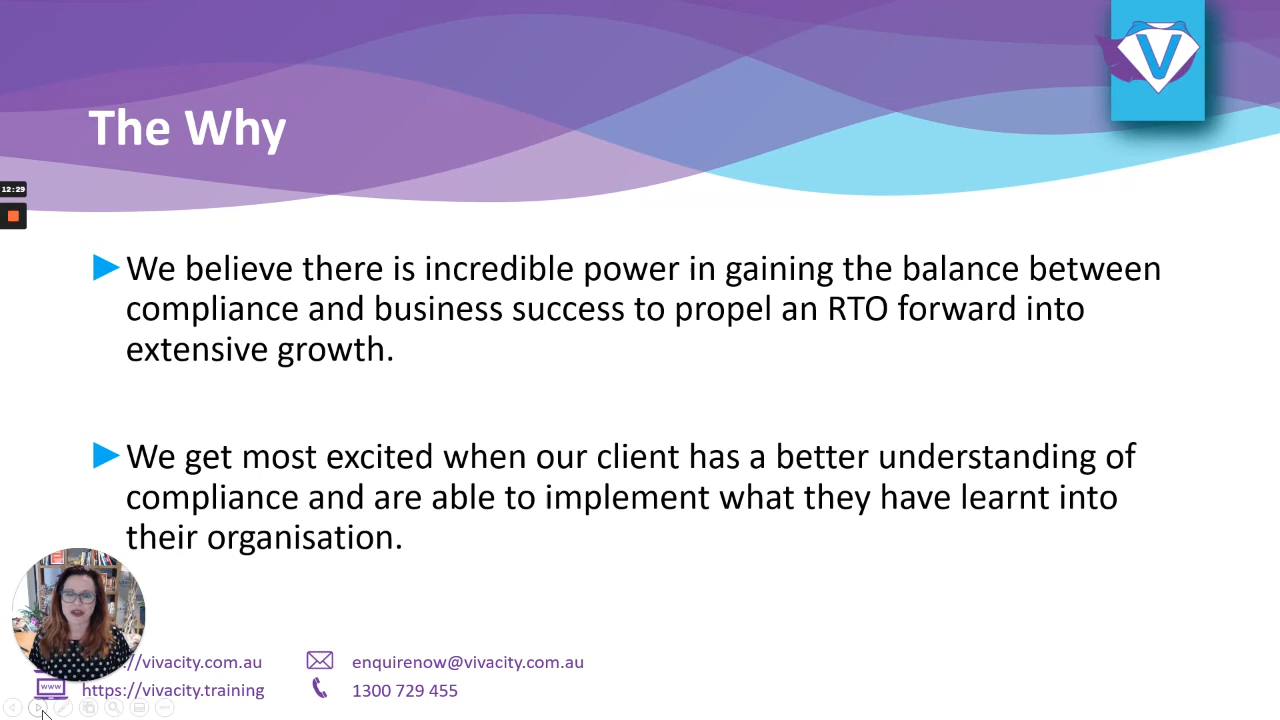 V
The Why
12:29
We believe there is incredible power in gaining the balance between
compliance and business success to propel an RTO forward into
extensive growth.
We get most excited when our client has a better understanding of
compliance and are able to implement what they have learnt into
their organisation.
//vivacity.com.au
enquirenow@vivacity.com.au
www
https://vivacity.training
1300 729 455